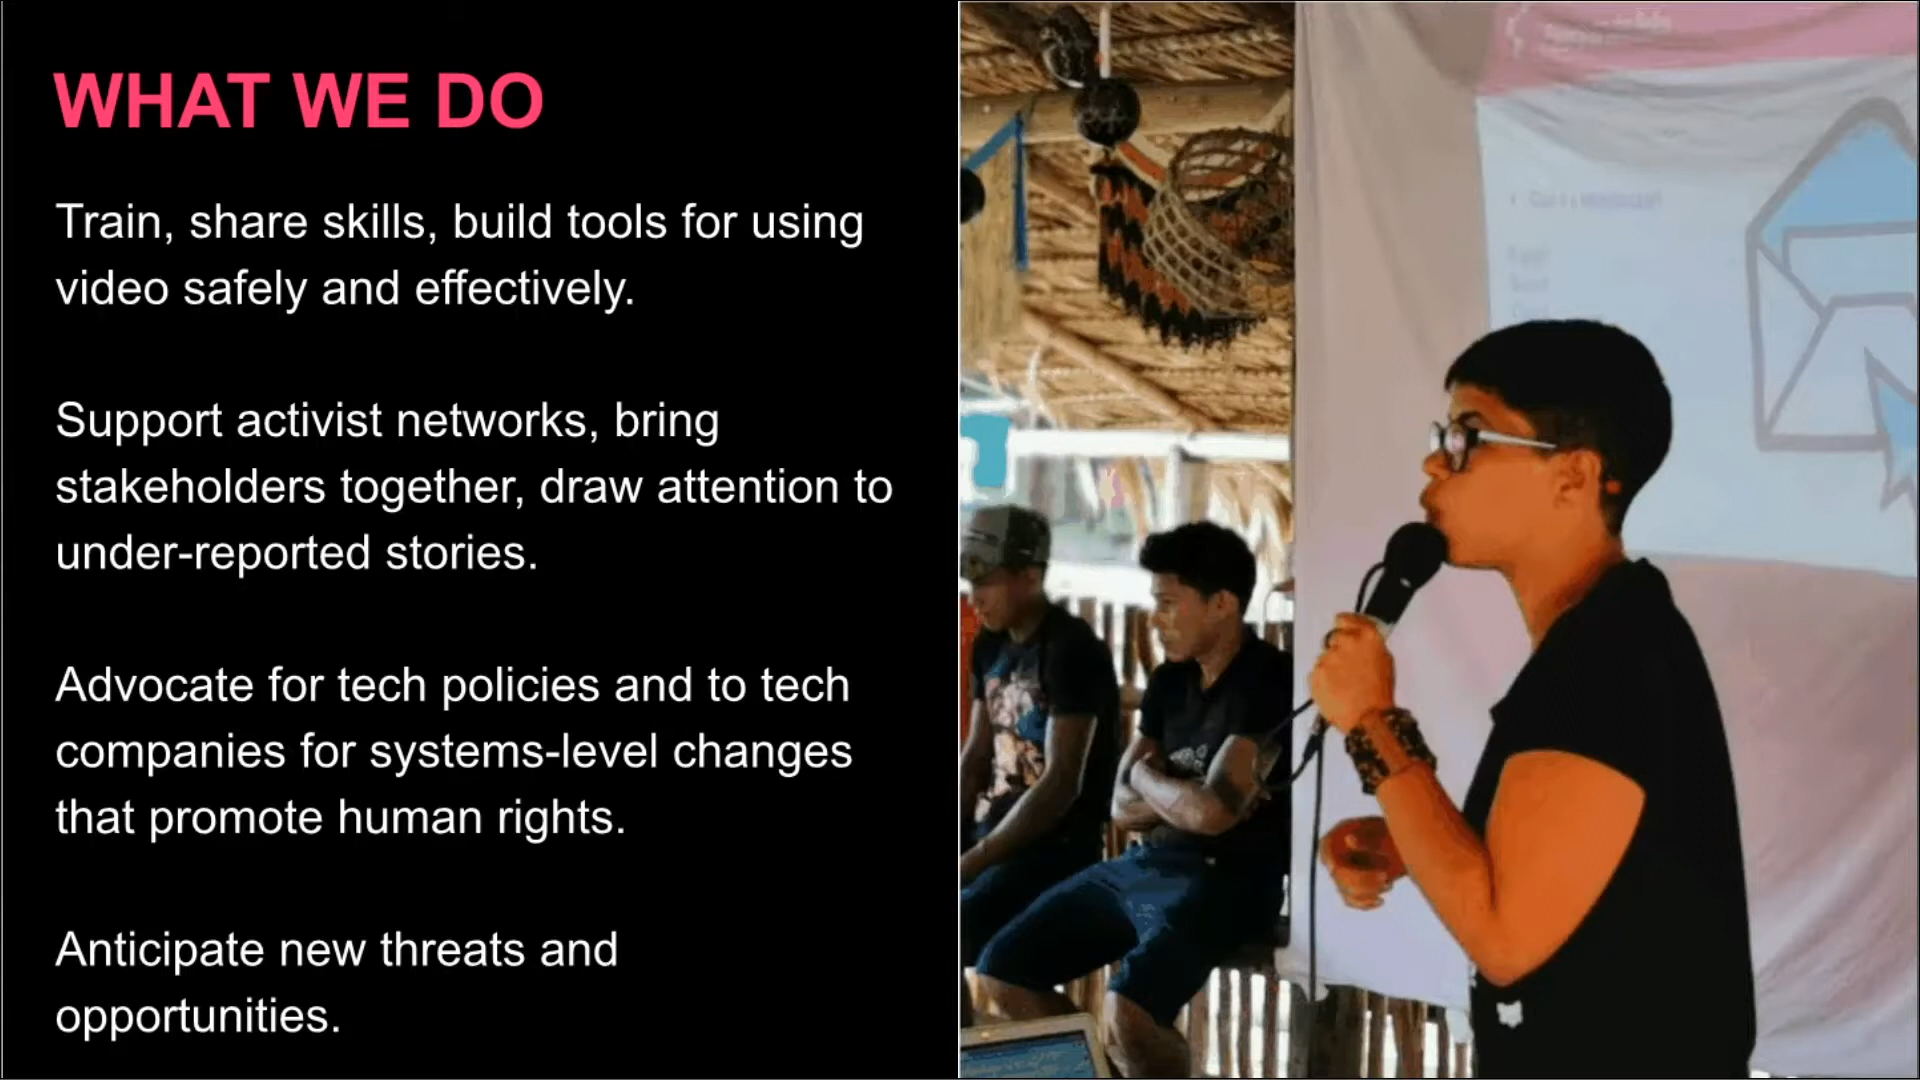 WHAT WE DO
Train, share skills, build tools for using
video safely and effectively.
Support activist networks, bring
stakeholders together, draw attention to
under-reported stories.
Advocate for tech policies and to tech
companies for systems-level changes
that promote human rights.
Anticipate new threats and
opportunities.